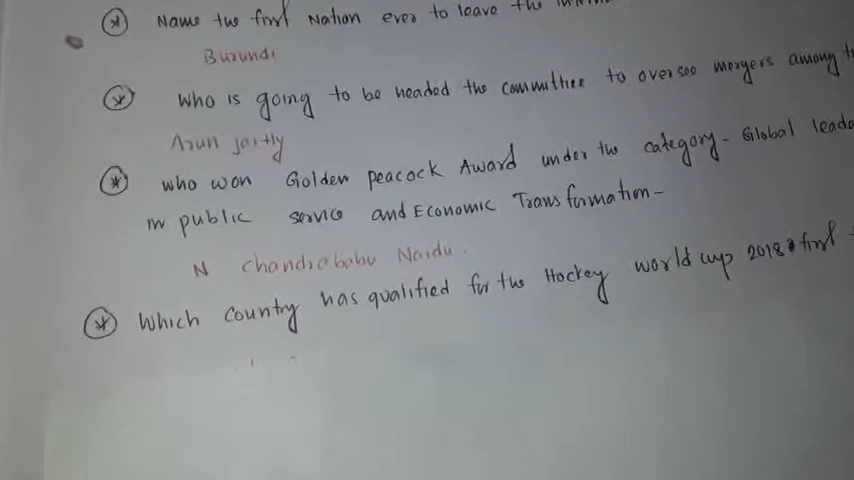 Name the first Nation ever to leave the
Burundi
Who is going to be headed the committee to oversee mergers among
Arun jaitly
who won Golden peacock Award under the category - Global
in public service and Economic Transformation -
N Chandrababu Naidu.
Which country has qualified for the Hockey world cup 2018 first